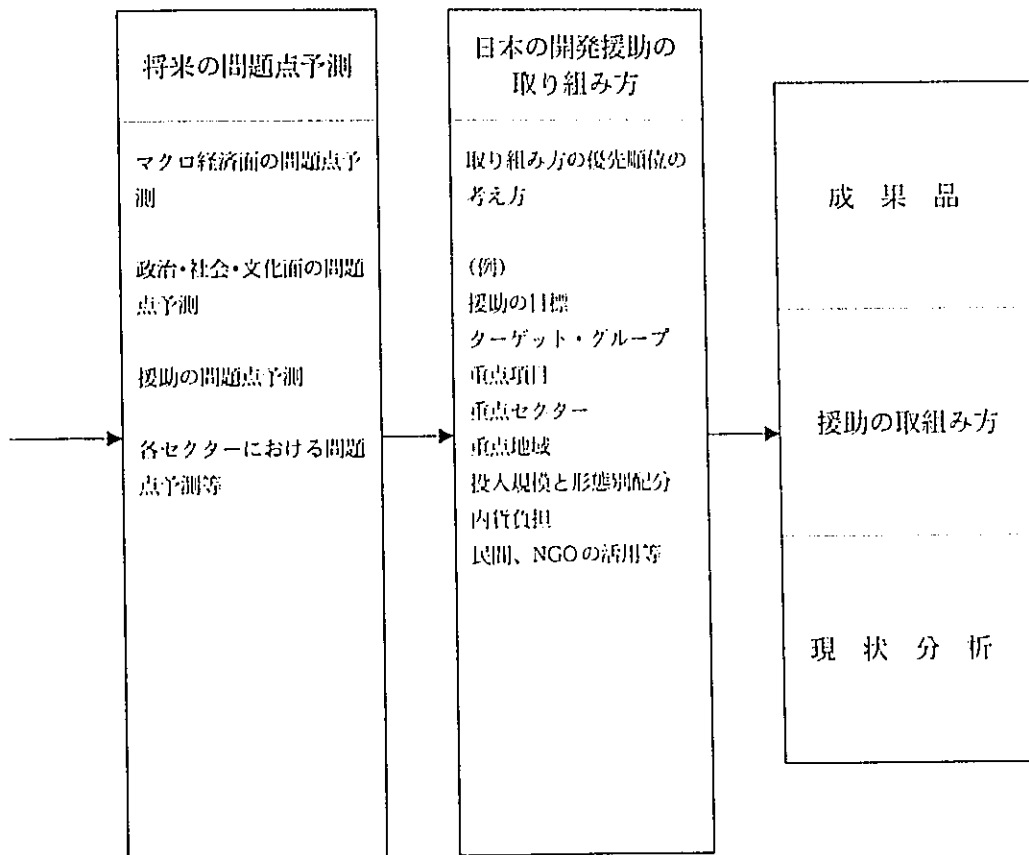 将来の問題点予測
マクロ経済面の問題点予
測
政治・社会・文化面の問題
点予測
援助の問題点予測
各セクターにおける問題
点予測等
日本の開発援助の
取り組み方
取り組み方の優先順位の
考え方
(例)
援助の目標
ターゲット・グループ
重点項目
重点セクター
重点地域
投入規模と形態別配分
内貨負担
民間、NGOの活用等
成 果 品
援助の取組み方
現 状 分 析